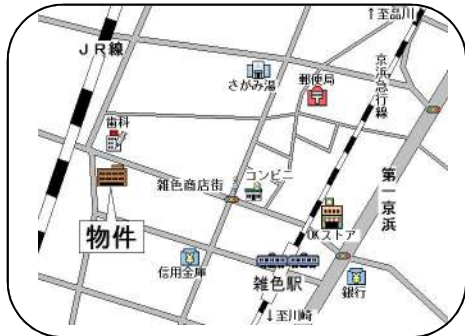 ↑至品川
JR線
さがみ湯
郵便局
京浜急行線
歯科
雑色商店街
コンビニ
第一京浜
物件
OKストア
信用金庫
雑色駅
銀行
↓至川崎